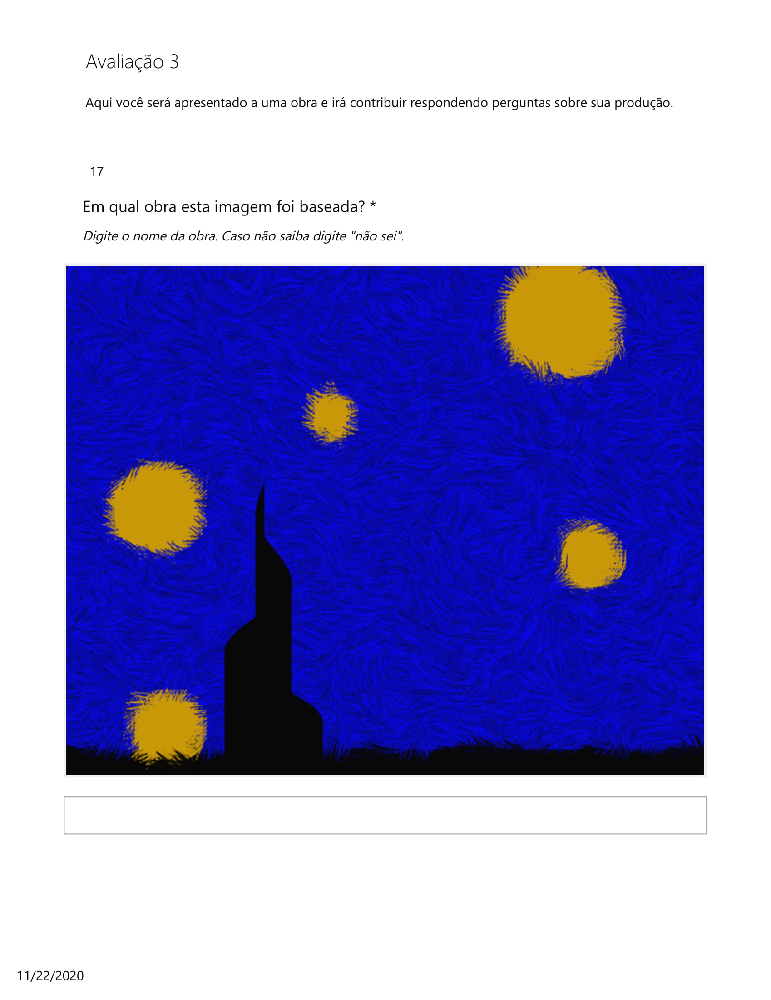 Avaliação 3
Aqui você será apresentado a uma obra e irá contribuir respondendo perguntas sobre sua produção.
17
Em qual obra esta imagem foi baseada? *
Digite o nome da obra. Caso não saiba digite "não sei".
11/22/2020